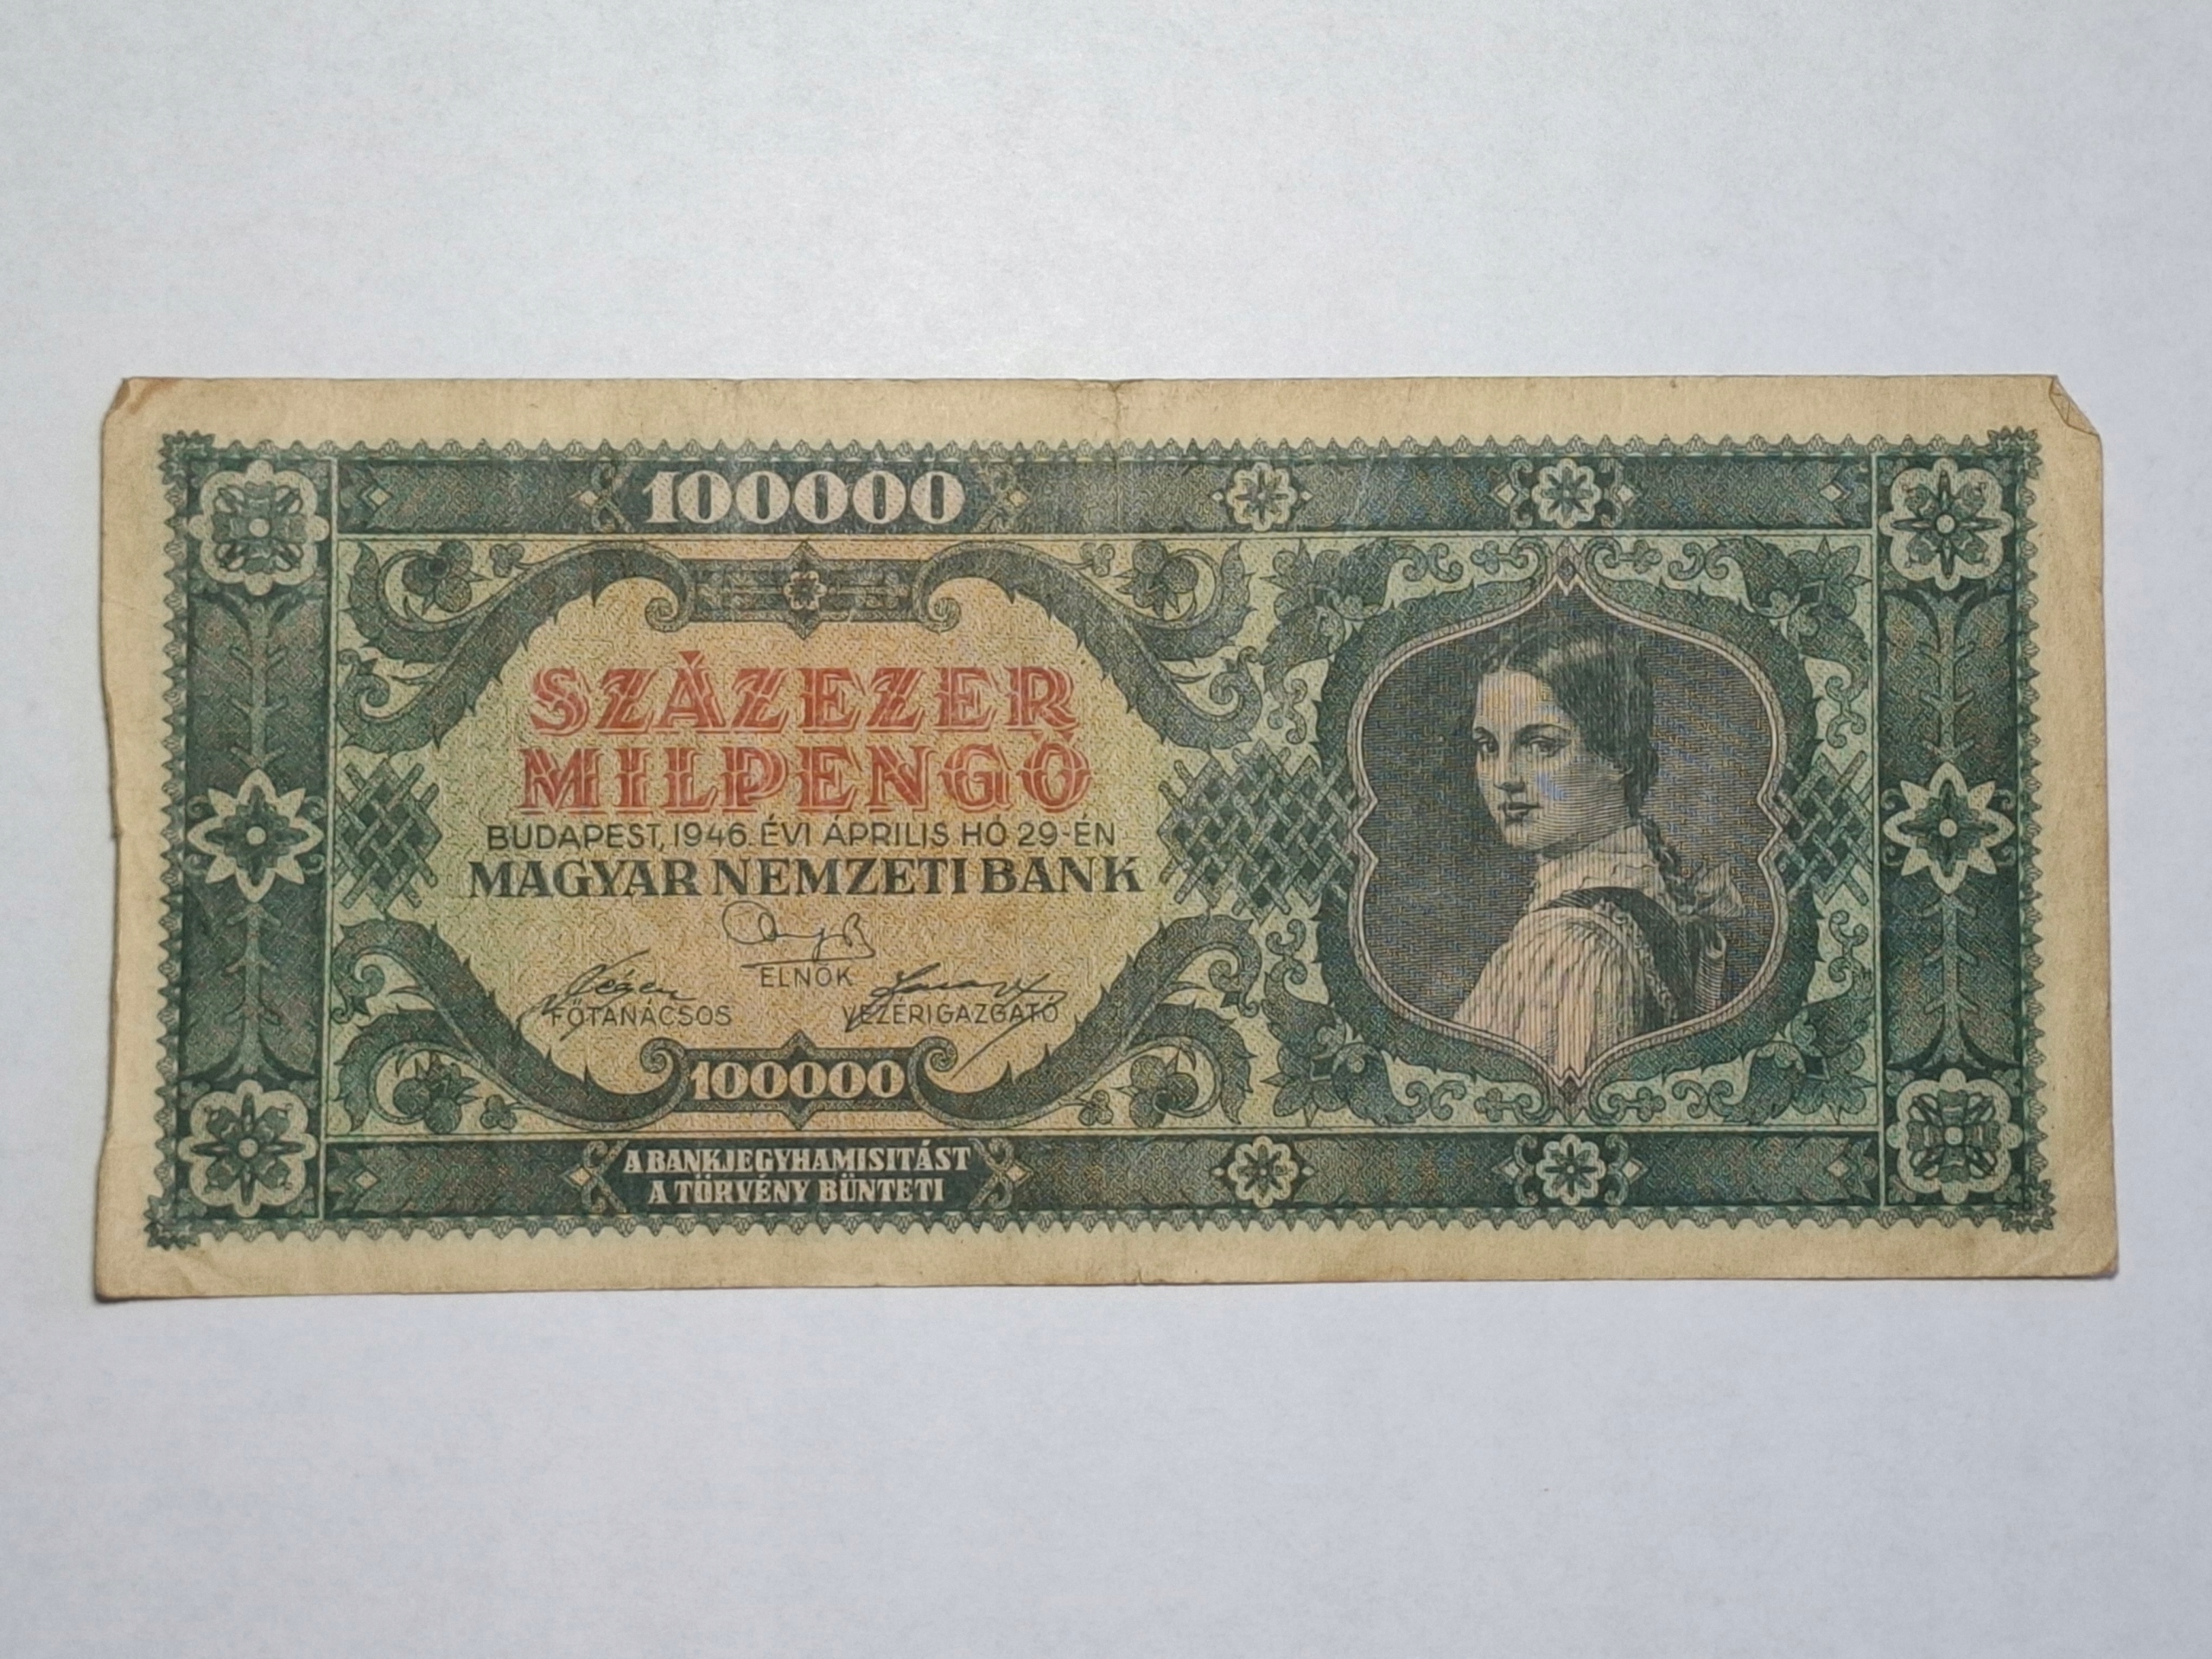 100000
SZÁZEZER
MILPENGŐ
BUDAPEST, 1946. ÉVI ÁPRILIS HÓ 29-ÉN
MAGYAR NEMZETI BANK
ELNÖK
FŐTANÁCSOS VEZÉRIGAZGATÓ
100000
A BANKJEGYHAMISITÁST
A TÖRVÉNY BÜNTETI